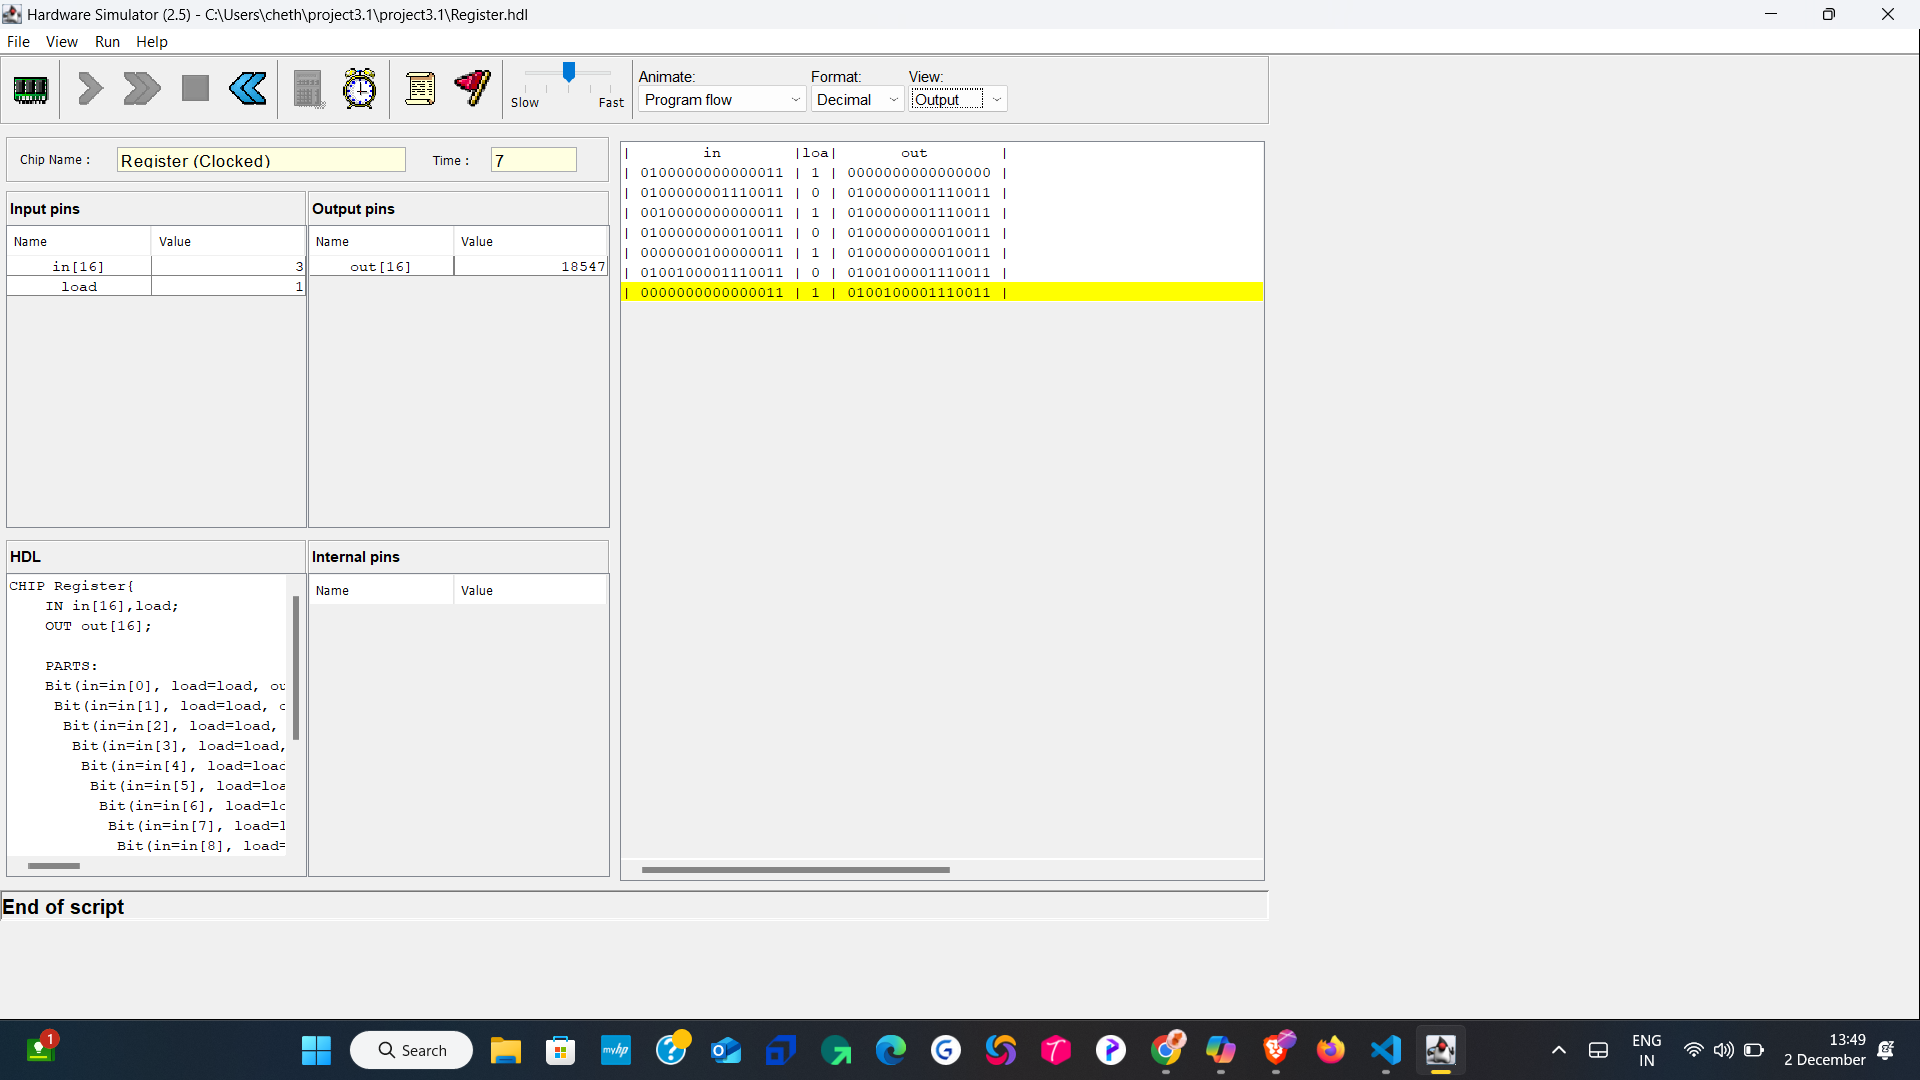 Hardware Simulator (2.5) - C:\Users\cheth\project3.1\project3.1\Register.hdl
File View Run Help
Slow Fast
Animate:
Program flow
Format:
Decimal
View:
Output
Chip Name :
Register (Clocked)
Time :
7
Input pins
Name Value
in[16] 3
load 1
Output pins
Name Value
out[16] 18547
| in |loa| out |
| 0100000000000011 | 1 | 0000000000000000 |
| 0100000001110011 | 0 | 0100000001110011 |
| 0010000000000011 | 1 | 0100000001110011 |
| 0100000000010011 | 0 | 0100000000010011 |
| 0000000100000011 | 1 | 0100000000010011 |
| 0100100001110011 | 0 | 0100100001110011 |
| 0000000000000011 | 1 | 0100100001110011 |
HDL
CHIP Register{
IN in[16],load;
OUT out[16];
PARTS:
Bit(in=in[0], load=load, ou
Bit(in=in[1], load=load, o
Bit(in=in[2], load=load,
Bit(in=in[3], load=load,
Bit(in=in[4], load=load
Bit(in=in[5], load=loa
Bit(in=in[6], load=lo
Bit(in=in[7], load=l
Bit(in=in[8], load=
Internal pins
Name Value
End of script
1
Search
myhp
ENG
IN
13:49
2 December